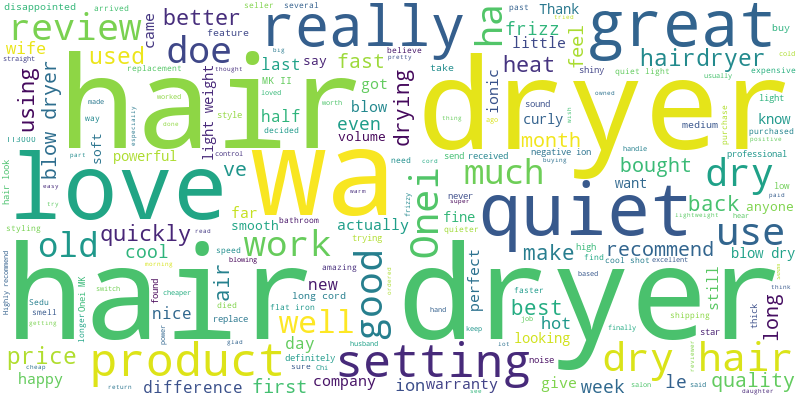 disappointed arrived seller several past Thank buy
review came better feature really ha frizz little feel great
wife used doe last say fast got believe pretty hairdryer cold
straight using blow dryer hair replacement MK II light weight half even blow take drying ionic heat dryer shiny quiet light usually expensive
made worked style loved worth decided volume sound curly month owned light know
way especially done thing ago wish medium purchase purchased positive
T13000 soft powerful part control wa need cord send received negative ion buying handle professional
hair look love ve warm much bought dry low paid
easy try far smooth bathroom actually frizzy Onei never super fine quiet want back anyone lightweight hear
styling old quickly read trying quieter make recommend use
Highly recommend cool work speed blowing good perfect high find cool shot blow dry
hair morning air new amazing long cord ordered dryer faster best based excellent still long
Sedu smell switch found cheaper died flat iron hand hot looking shipping thick some think
getting longer Onei MK nice power replace well day keep job finally star
price glad husband lot noise dry hair reviewer
cheap product definitely setting
happy return difference first sure Chi company ion warranty see give week salon le said quality daughter
big thought tried